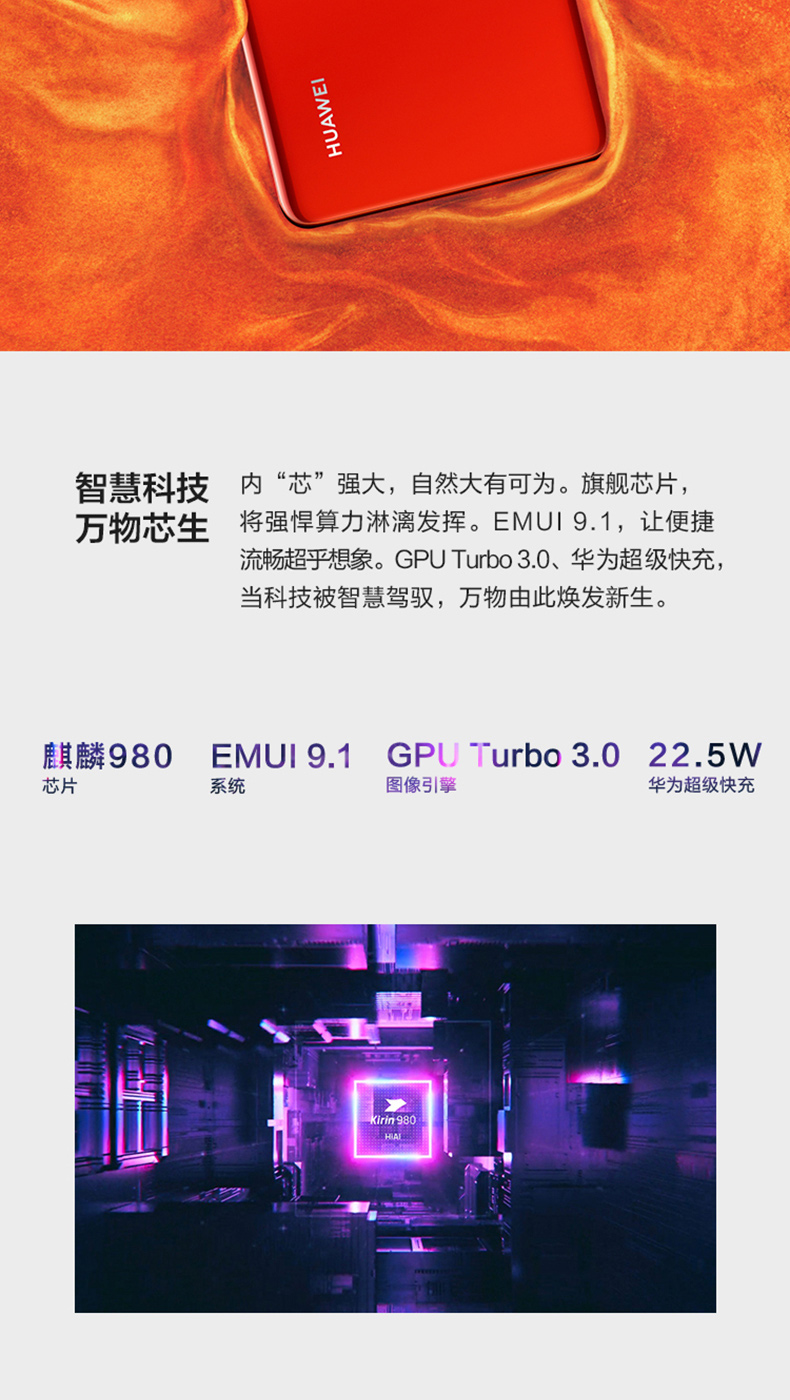 HUAWEI
智慧科技
万物芯生
内“芯”强大，自然大有可为。旗舰芯片，
将强悍算力淋漓发挥。EMUI 9.1，让便捷
流畅超乎想象。GPU Turbo 3.0、华为超级快充，
当科技被智慧驾驭，万物由此焕发新生。
麒麟980
芯片
EMUI 9.1
系统
GPU Turbo 3.0
图像引擎
22.5W
华为超级快充
Kirin 980
HiAI